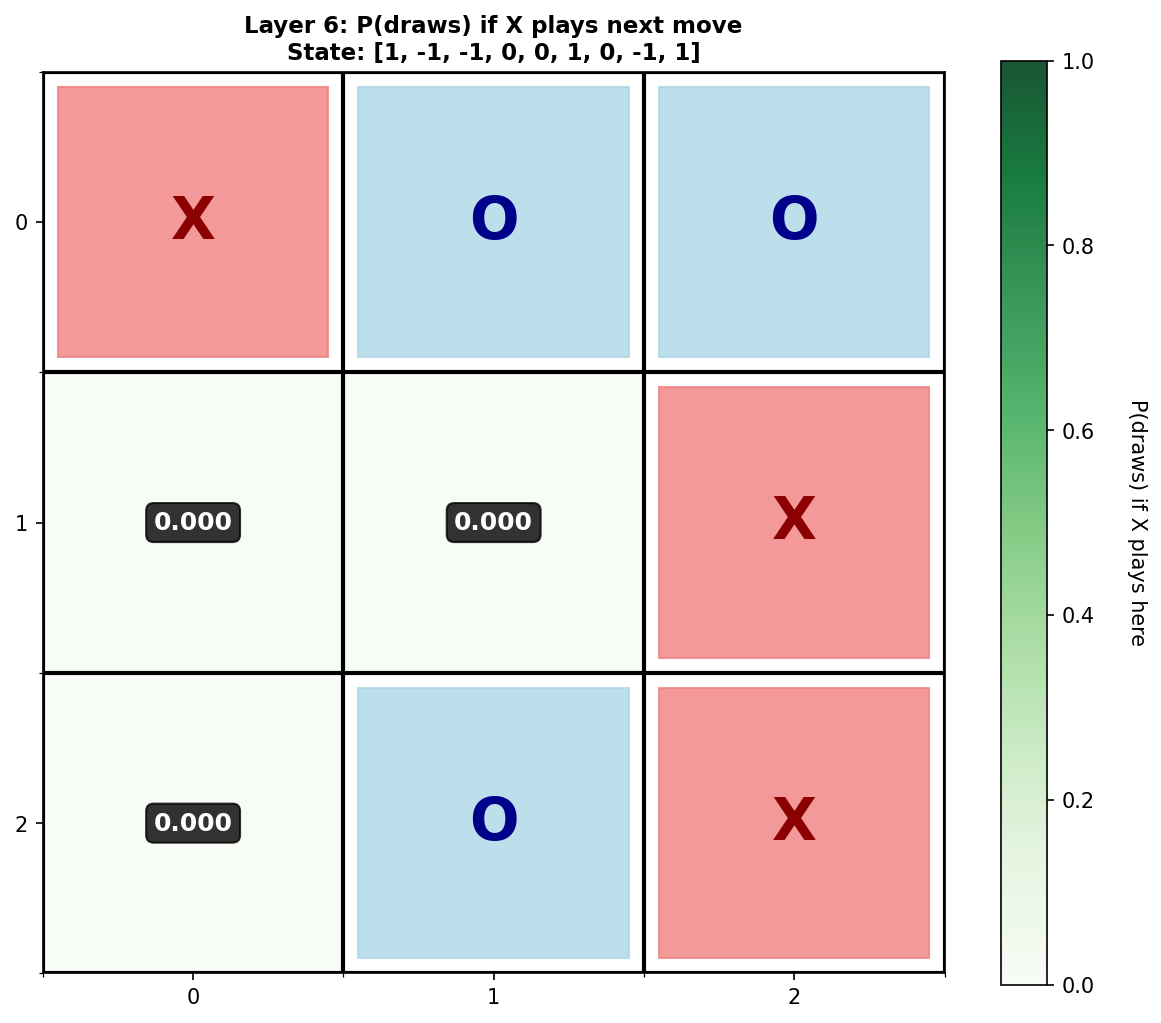 Layer 6: P(draws) if X plays next move
State: [1, -1, -1, 0, 0, 1, 0, -1, 1]
0
X
O
O
1
0.000
0.000
X
2
0.000
O
X
0
1
2
1.0
0.8
0.6
0.4
0.2
0.0
P(draws) if X plays here